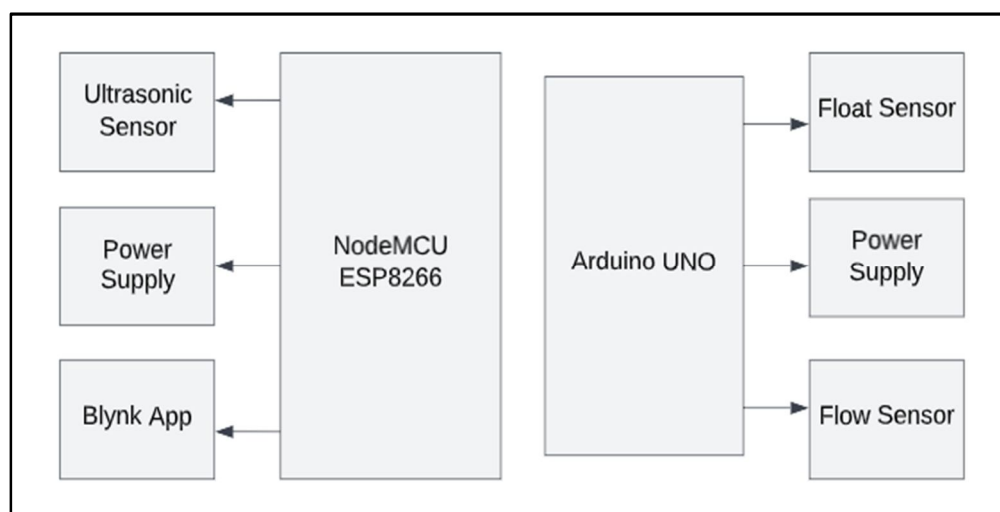 Ultrasonic
Sensor
Power
Supply
Blynk App
NodeMCU
ESP8266
Arduino UNO
Float Sensor
Power
Supply
Flow Sensor